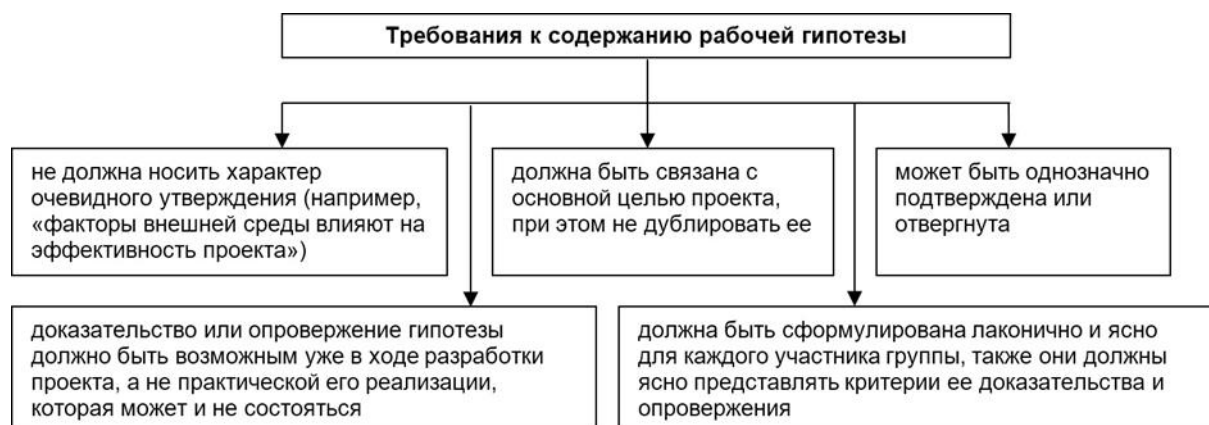 Требования к содержанию рабочей гипотезы
не должна носить характер
очевидного утверждения (например,
«факторы внешней среды влияют на
эффективность проекта»)
должна быть связана с
основной целью проекта,
при этом не дублировать ее
может быть однозначно
подтверждена или
отвергнута
доказательство или опровержение гипотезы
должно быть возможным уже в ходе разработки
проекта, а не практической его реализации,
которая может и не состояться
должна быть сформулирована лаконично и ясно
для каждого участника группы, также они должны
ясно представлять критерии ее доказательства и
опровержения